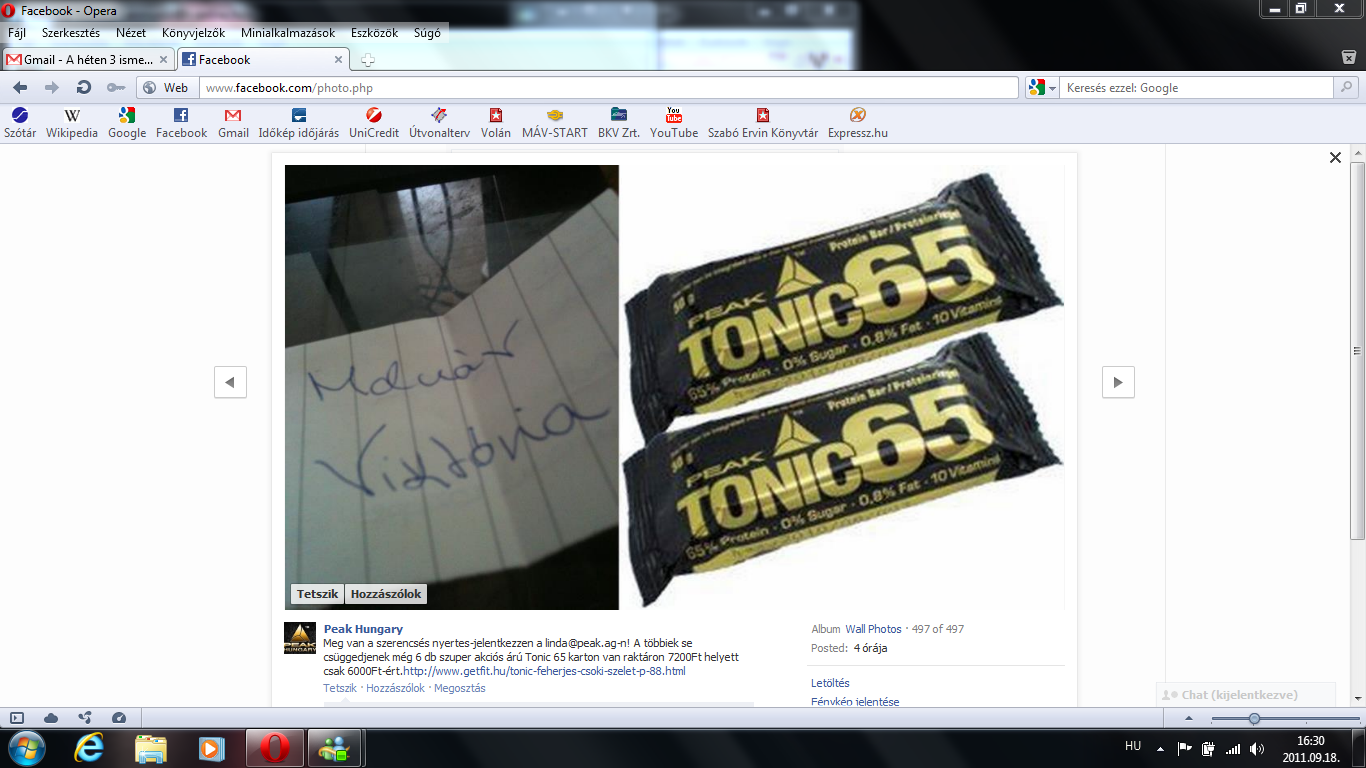 Facebook - Opera
Fájl Szerkesztés Nézet Könyvjelzők Minialkalmazások Eszközök Súgó
Gmail - A héten 3 isme... Facebook
Web www.facebook.com/photo.php Keresés ezzel: Google
Szótár Wikipedia Google Facebook Gmail Időkép időjárás UniCredit Útvonalterv Volán MÁV-START BKV Zrt. YouTube Szabó Ervin Könyvtár Expressz.hu
Molnár
Viktória
Protein Bar / Proteinriegel
50 g
PEAK
TONIC65
65% Protein · 0% Sugar · 0,8% Fat · 10 Vitamins
Protein Bar / Proteinriegel
50 g
PEAK
TONIC65
65% Protein · 0% Sugar · 0,8% Fat · 10 Vitamins
Tetszik Hozzászólok
Peak Hungary
Meg van a szerencsés nyertes-jelentkezzen a linda@peak.ag-n! A többiek se
csüggedjenek még 6 db szuper akciós árú Tonic 65 karton van raktáron 7200Ft helyett
csak 6000Ft-ért.http://www.getfit.hu/tonic-feherjes-csoki-szelet-p-88.html
Tetszik · Hozzászólok · Megosztás
Album Wall Photos · 497 of 497
Posted: 4 órája
Letöltés
Fénykép jelentése
Chat (kijelentkezve)
HU 16:30
2011.09.18.